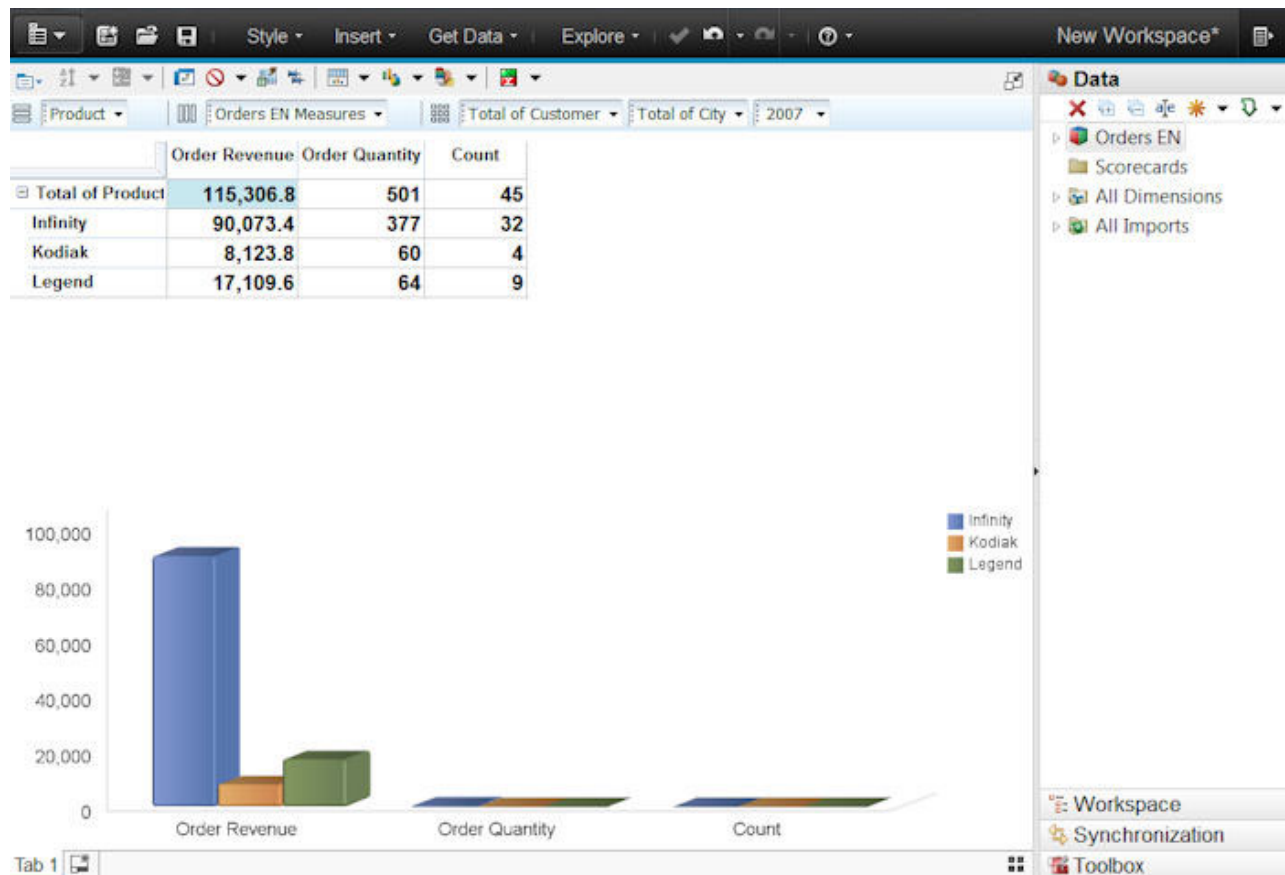 Style Insert Get Data Explore New Workspace*
Product Orders EN Measures Total of Customer Total of City 2007
Order Revenue Order Quantity Count
Total of Product 115,306.8 501 45
Infinity 90,073.4 377 32
Kodiak 8,123.8 60 4
Legend 17,109.6 64 9
Data
Orders EN
Scorecards
All Dimensions
All Imports
100,000
80,000
60,000
40,000
20,000
0
Order Revenue Order Quantity Count
Infinity
Kodiak
Legend
Workspace
Synchronization
Toolbox
Tab 1